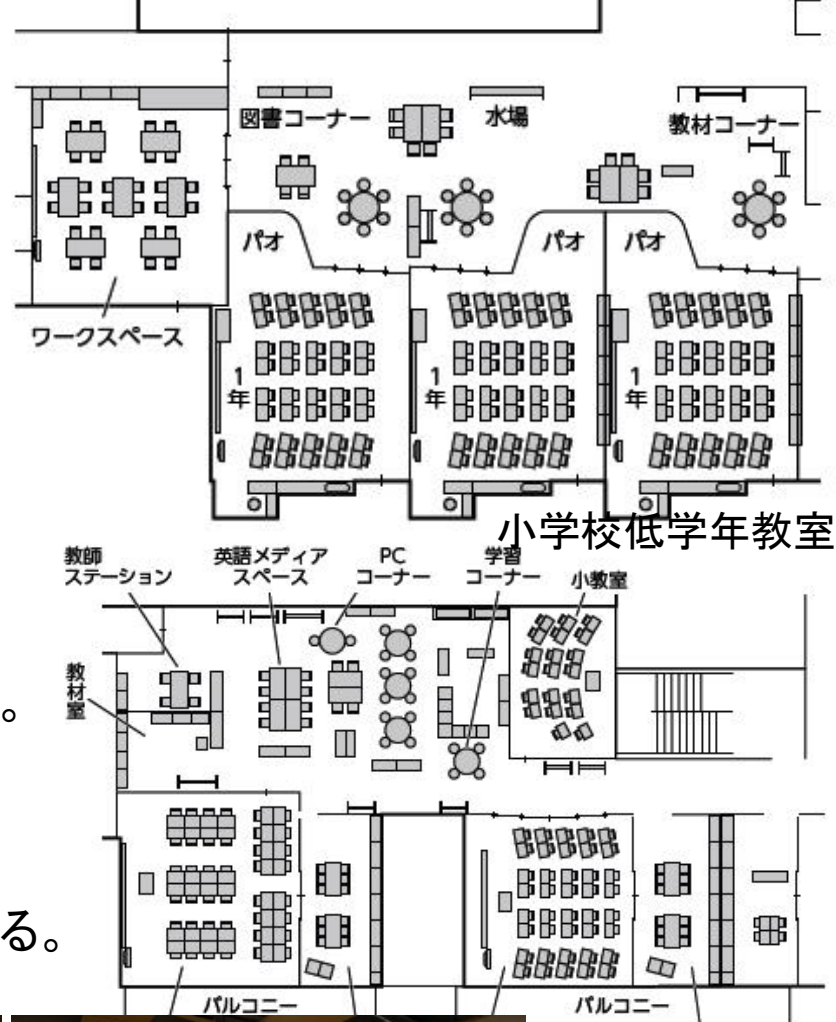 図書コーナー
水場
教材コーナー
パオ
パオ
パオ
ワークスペース
1年
1年
1年
小学校低学年教室
教師
ステーション
英語メディア
スペース
PC
コーナー
学習
コーナー
小教室
教材室
。
る。
バルコニー
バルコニー